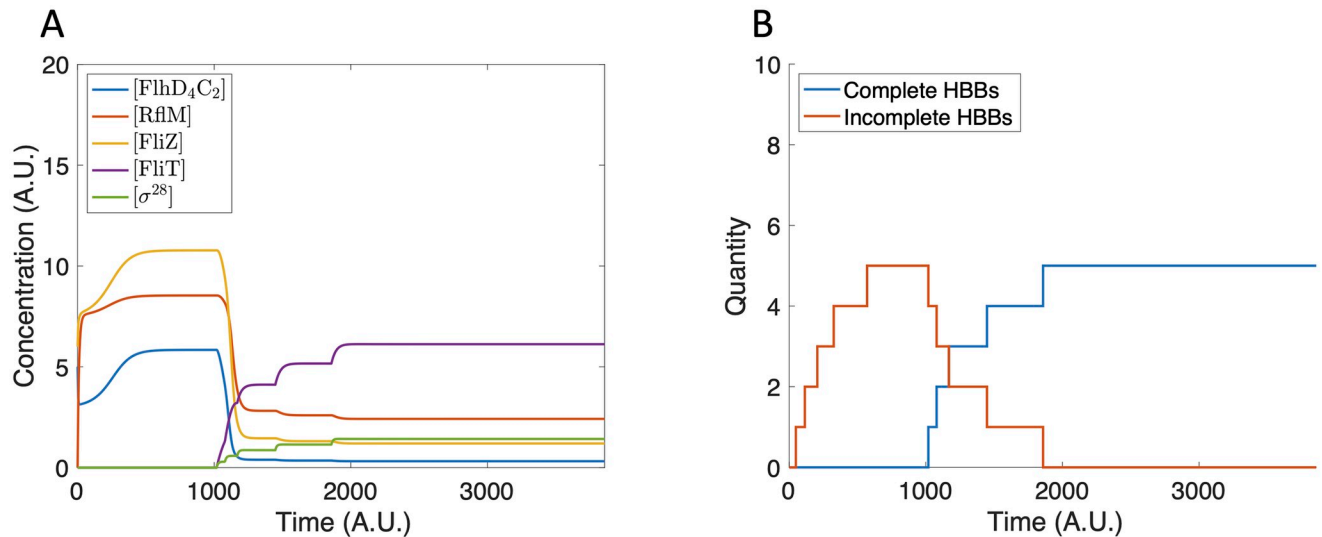 A
20
15
10
5
0
[FlhD₄C₂]
[RflM]
[FliZ]
[FliT]
[σ²⁸]
Concentration (A.U.)
0 1000 2000 3000
Time (A.U.)
B
10
8
6
4
2
0
Complete HBBs
Incomplete HBBs
Quantity
0 1000 2000 3000
Time (A.U.)